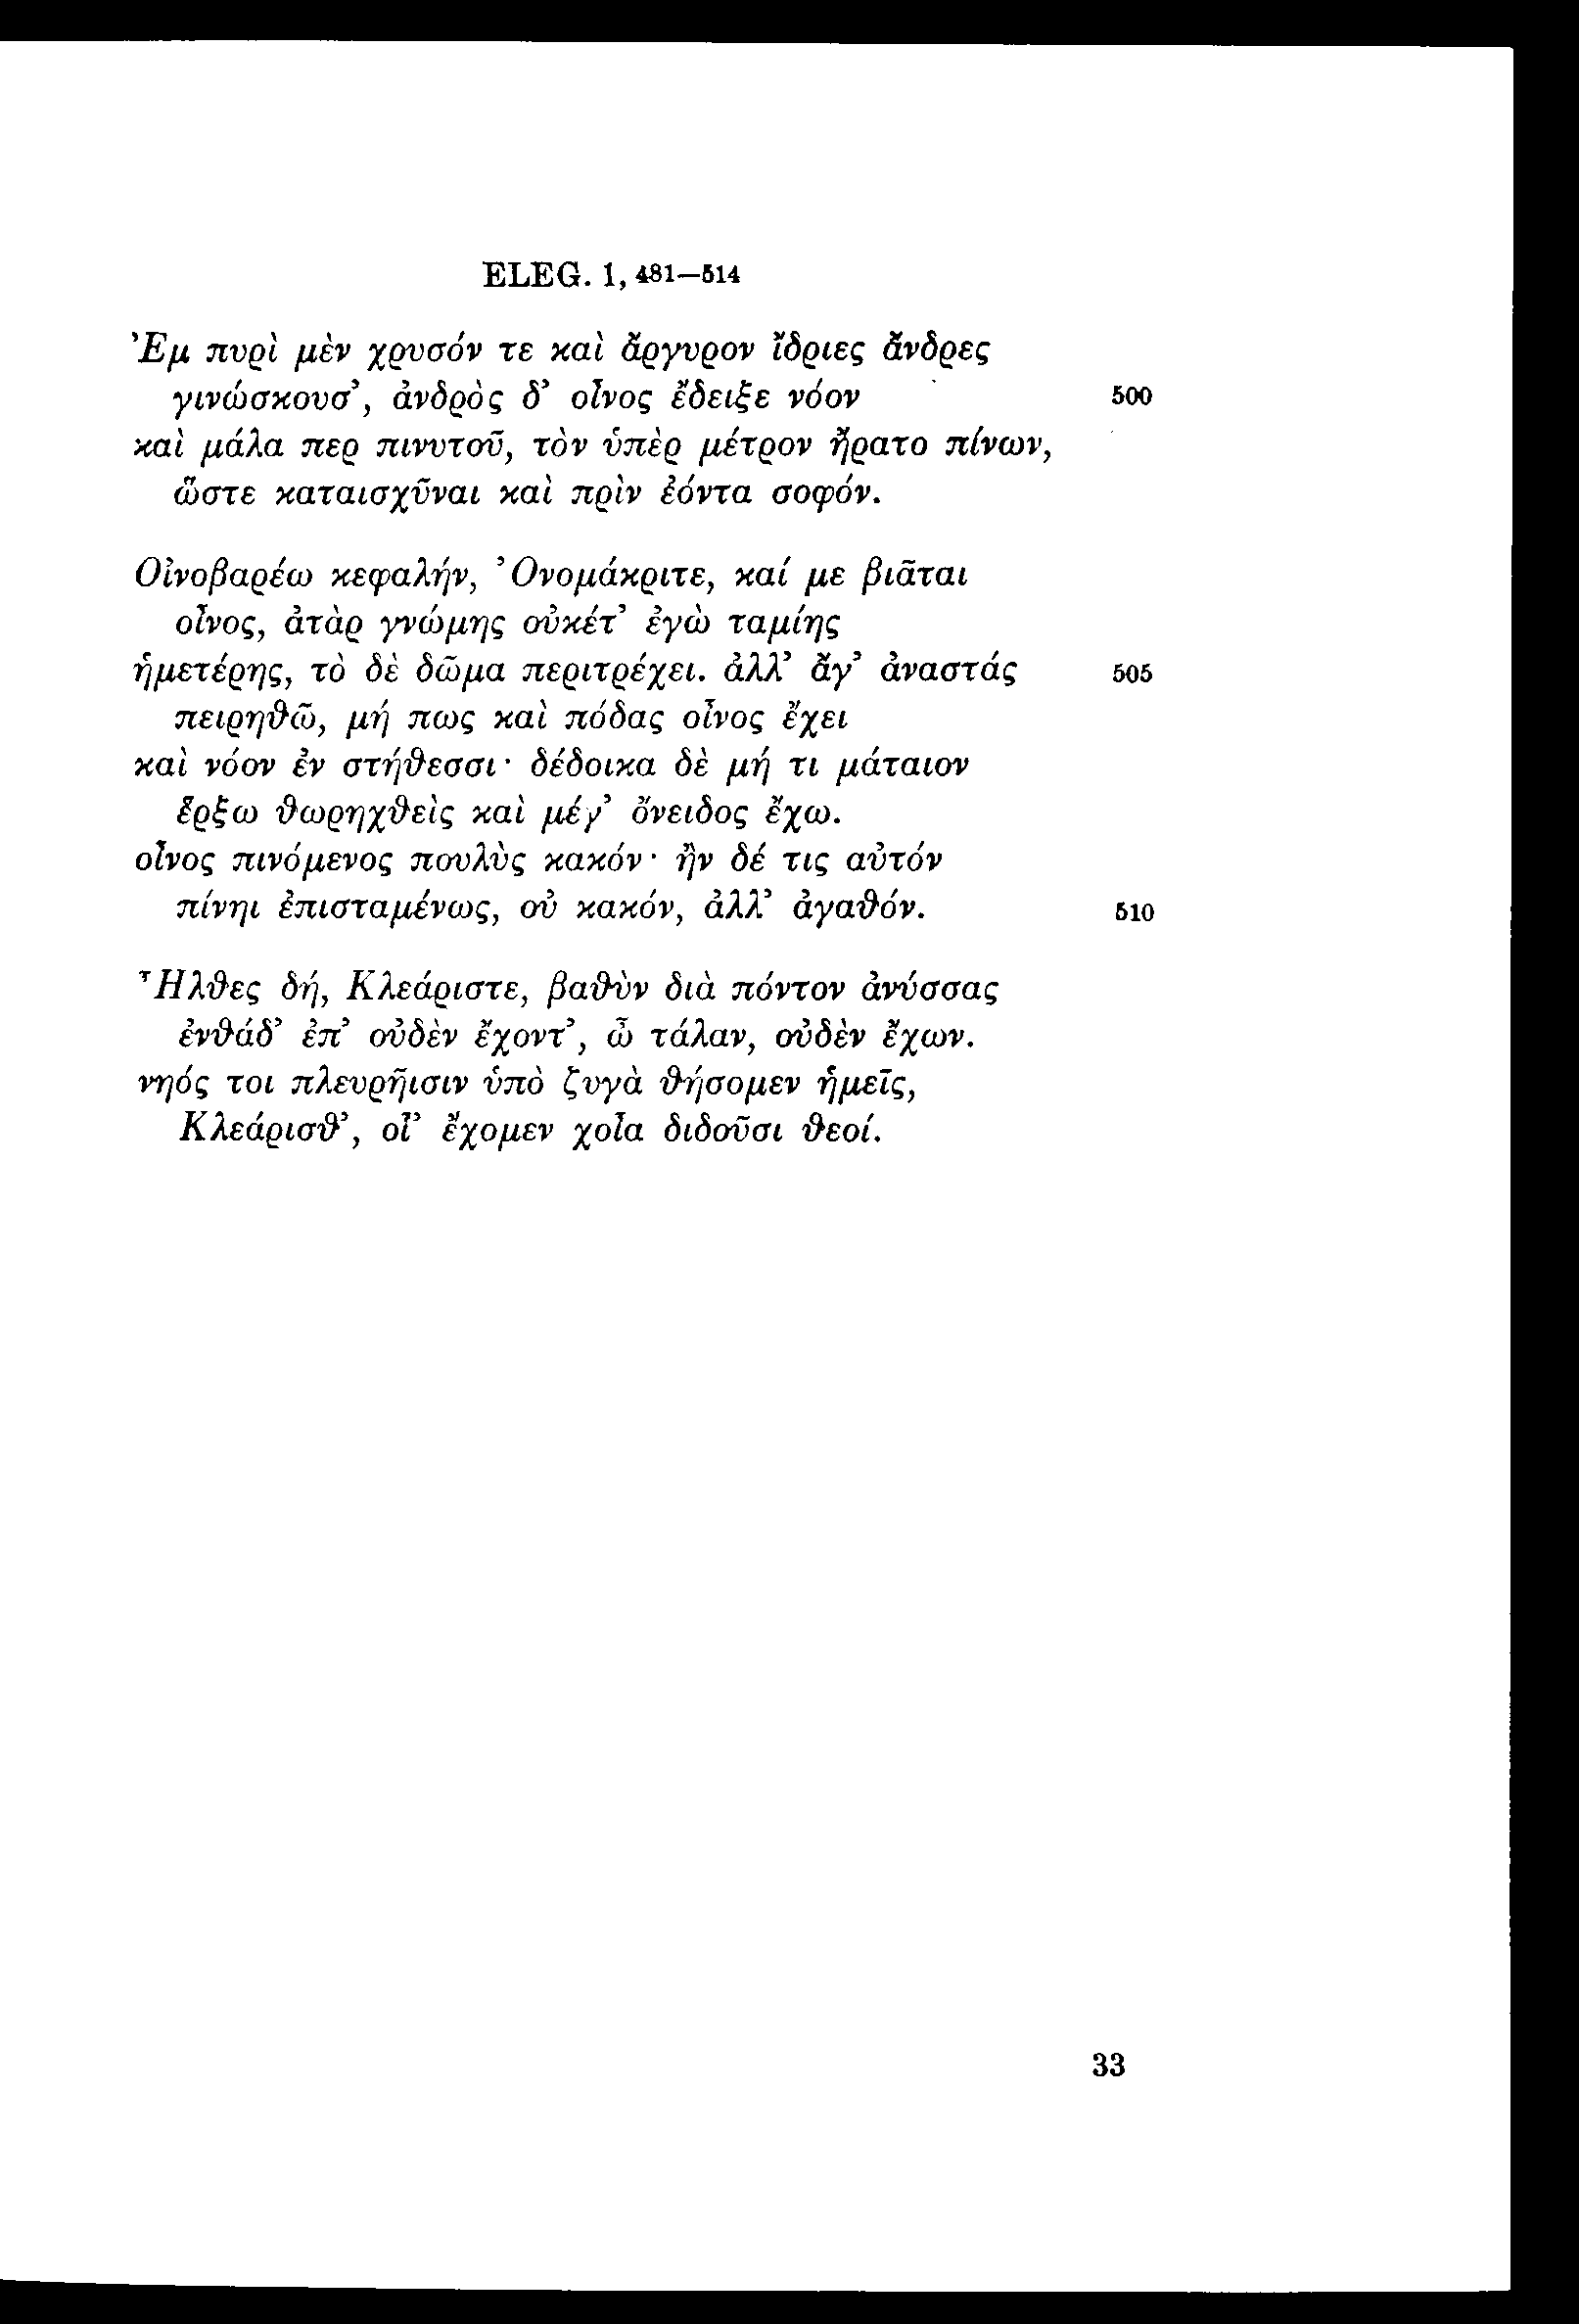 ELEG. 1, 481—514
Ἐμ πυρὶ μὲν χρυσόν τε καὶ ἄργυρον ἴδριες ἄνδρες
γινώσκουσ’, ἀνδρὸς δ’ οἶνος ἔδειξε νόον 500
καὶ μάλα περ πινυτοῦ, τὸν ὑπὲρ μέτρον ἤρατο πίνων,
ὥστε καταισχῦναι καὶ πρὶν ἐόντα σοφόν.
Οἰνοβαρέω κεφαλήν, Ὀνομάκριτε, καί με βιᾶται
οἶνος, ἀτὰρ γνώμης οὐκέτ’ ἐγὼ ταμίης
ἡμετέρης, τὸ δὲ δῶμα περιτρέχει. ἀλλ’ ἄγ’ ἀναστάς 505
πειρηθῶ, μή πως καὶ πόδας οἶνος ἔχει
καὶ νόον ἐν στήθεσσι· δέδοικα δὲ μή τι μάταιον
ἔρξω θωρηχθεὶς καὶ μέγ’ ὄνειδος ἔχω.
οἶνος πινόμενος πουλὺς κακόν· ἢν δέ τις αὐτόν
πίνηι ἐπισταμένως, οὐ κακόν, ἀλλ’ ἀγαθόν. 510
Ἦλθες δή, Κλεάριστε, βαθὺν διὰ πόντον ἀνύσσας
ἐνθάδ’ ἐπ’ οὐδὲν ἔχοντ’, ὦ τάλαν, οὐδὲν ἔχων.
νηός τοι πλευρῆισιν ὑπὸ ζυγὰ θήσομεν ἡμεῖς,
Κλεάρισθ’, οἷ’ ἔχομεν χοἶα διδοῦσι θεοί.
33